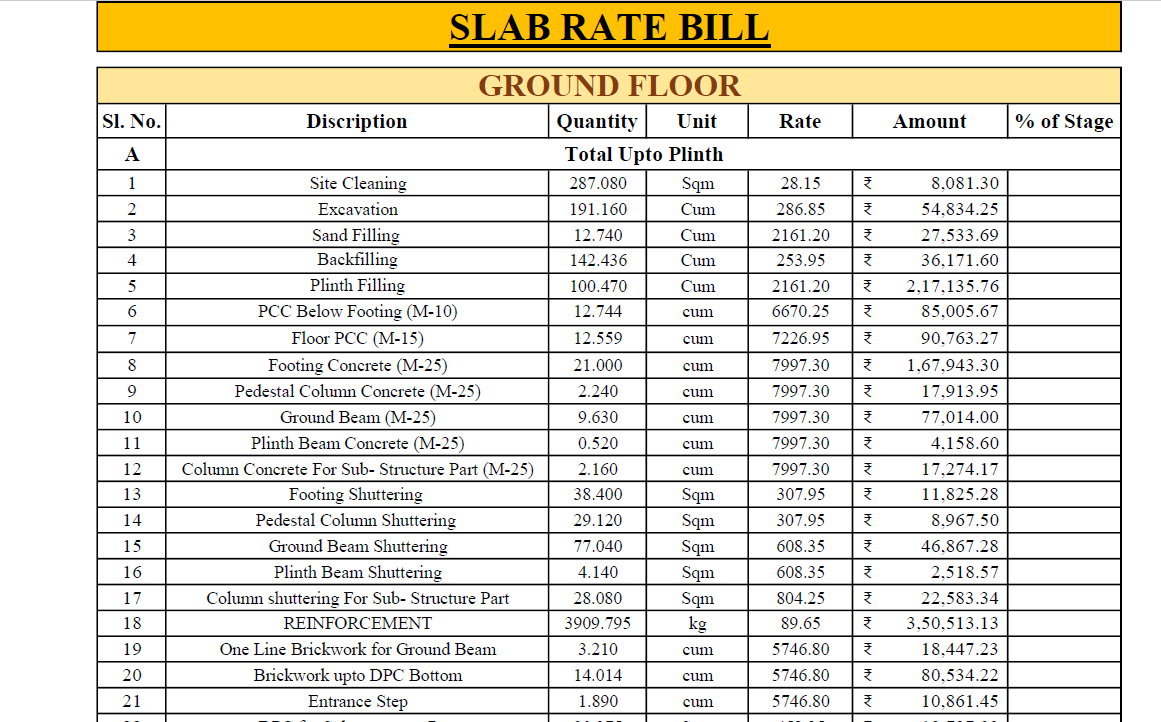 SLAB RATE BILL
GROUND FLOOR
Sl. No. Discription Quantity Unit Rate Amount % of Stage
A Total Upto Plinth
1 Site Cleaning 287.080 Sqm 28.15 ₹ 8,081.30
2 Excavation 191.160 Cum 286.85 ₹ 54,834.25
3 Sand Filling 12.740 Cum 2161.20 ₹ 27,533.69
4 Backfilling 142.436 Cum 253.95 ₹ 36,171.60
5 Plinth Filling 100.470 Cum 2161.20 ₹ 2,17,135.76
6 PCC Below Footing (M-10) 12.744 cum 6670.25 ₹ 85,005.67
7 Floor PCC (M-15) 12.559 cum 7226.95 ₹ 90,763.27
8 Footing Concrete (M-25) 21.000 cum 7997.30 ₹ 1,67,943.30
9 Pedestal Column Concrete (M-25) 2.240 cum 7997.30 ₹ 17,913.95
10 Ground Beam (M-25) 9.630 cum 7997.30 ₹ 77,014.00
11 Plinth Beam Concrete (M-25) 0.520 cum 7997.30 ₹ 4,158.60
12 Column Concrete For Sub- Structure Part (M-25) 2.160 cum 7997.30 ₹ 17,274.17
13 Footing Shuttering 38.400 Sqm 307.95 ₹ 11,825.28
14 Pedestal Column Shuttering 29.120 Sqm 307.95 ₹ 8,967.50
15 Ground Beam Shuttering 77.040 Sqm 608.35 ₹ 46,867.28
16 Plinth Beam Shuttering 4.140 Sqm 608.35 ₹ 2,518.57
17 Column shuttering For Sub- Structure Part 28.080 Sqm 804.25 ₹ 22,583.34
18 REINFORCEMENT 3909.795 kg 89.65 ₹ 3,50,513.13
19 One Line Brickwork for Ground Beam 3.210 cum 5746.80 ₹ 18,447.23
20 Brickwork upto DPC Bottom 14.014 cum 5746.80 ₹ 80,534.22
21 Entrance Step 1.890 cum 5746.80 ₹ 10,861.45